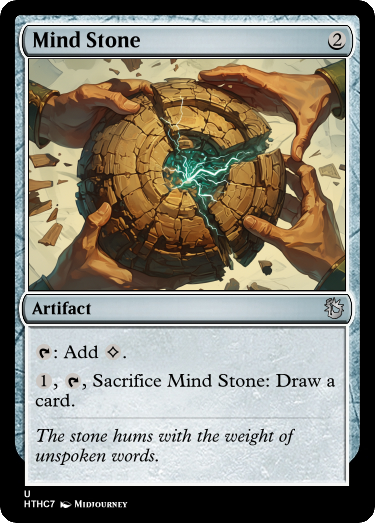 Mind Stone 2
Artifact
: Add .
1, , Sacrifice Mind Stone: Draw a
card.
The stone hums with the weight of
unspoken words.
U
HTHC7 Midjourney